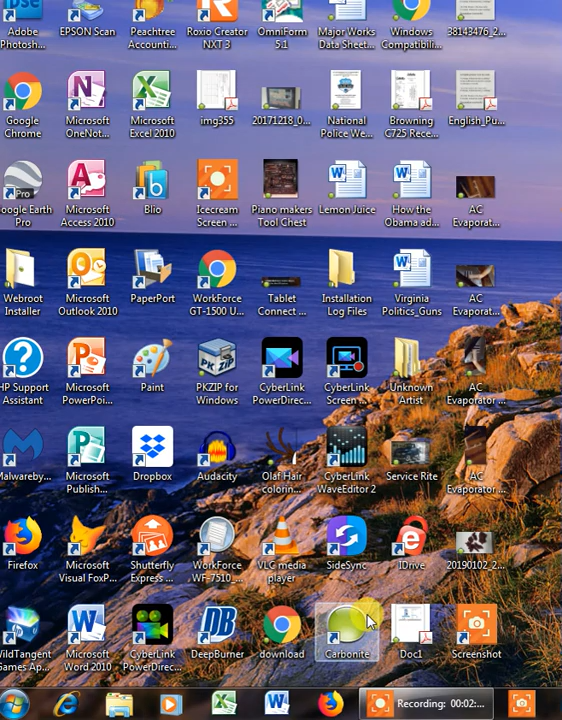 Adobe Photosh...
EPSON Scan
Peachtree Accounti...
Roxio Creator NXT 3
OmniForm 5.1
Major Works Data Sheet...
Windows Compatibili...
38143476_2...
Google Chrome
Microsoft OneNot...
Microsoft Excel 2010
img355
20171218_0...
National Police We...
Browning C725 Rece...
English_Pu...
Pro
oogle Earth Pro
Microsoft Access 2010
Blio
Icecream Screen ...
Piano makers Tool Chest
Lemon Juice
How the Obama ad...
AC Evaporat...
Webroot Installer
Microsoft Outlook 2010
PaperPort
WorkForce GT-1500 U...
Tablet Connect ...
Installation Log Files
Virginia Politics_Guns
AC Evaporat...
HP Support Assistant
Microsoft PowerPoi...
Paint
PKZIP for Windows
CyberLink PowerDirec...
CyberLink Screen ...
Unknown Artist
AC Evaporator ...
Malwareby...
Microsoft Publish...
Dropbox
Audacity
Olaf Hair colorin...
CyberLink WaveEditor 2
Service Rite
AC Evaporator ...
Firefox
Microsoft Visual FoxP...
Shutterfly Express ...
WorkForce WF-7510_...
VLC media player
SideSync
IDrive
20190102_2...
WildTangent Games Ap...
Microsoft Word 2010
CyberLink PowerDirec...
DB
DeepBurner
download
Carbonite
Doc1
Screenshot
Recording: 00:02:...